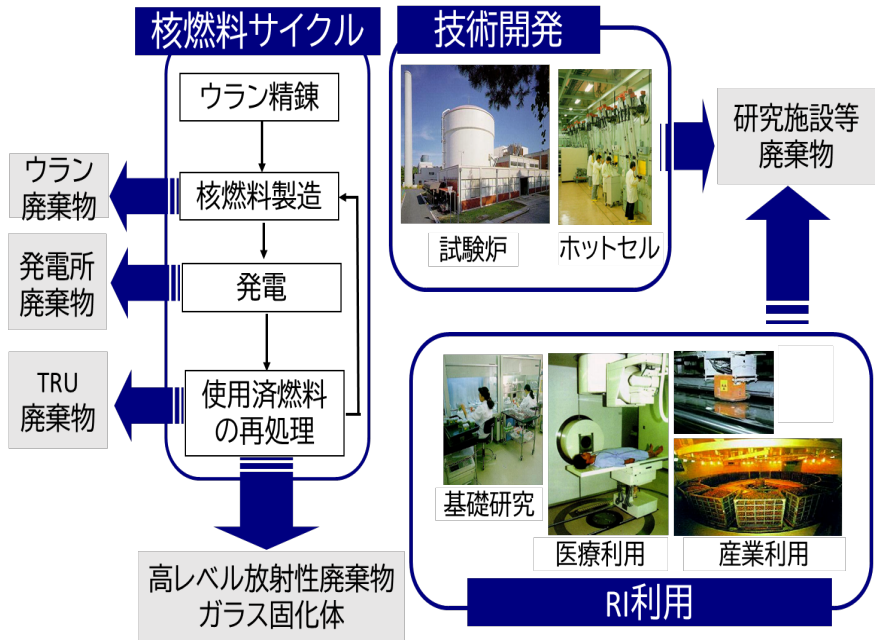 核燃料サイクル
ウラン精錬
核燃料製造
発電
使用済燃料
の再処理
ウラン
廃棄物
発電所
廃棄物
TRU
廃棄物
高レベル放射性廃棄物
ガラス固化体
技術開発
試験炉
ホットセル
研究施設等
廃棄物
基礎研究
医療利用
産業利用
RI利用